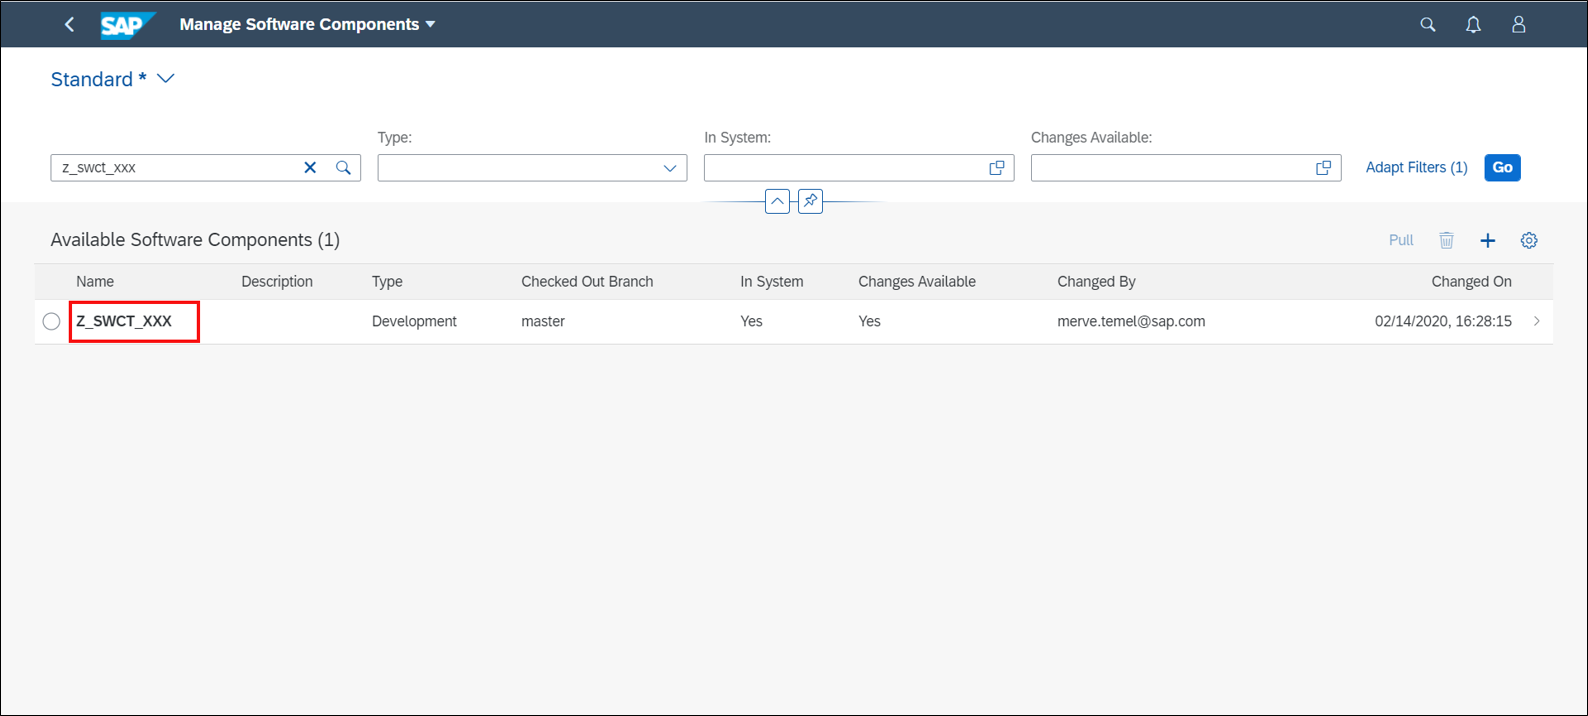 SAP Manage Software Components
Standard *
Type: In System: Changes Available:
z_swct_xxx Adapt Filters (1) Go
Available Software Components (1) Pull
Name Description Type Checked Out Branch In System Changes Available Changed By Changed On
Z_SWCT_XXX Development master Yes Yes merve.temel@sap.com 02/14/2020, 16:28:15